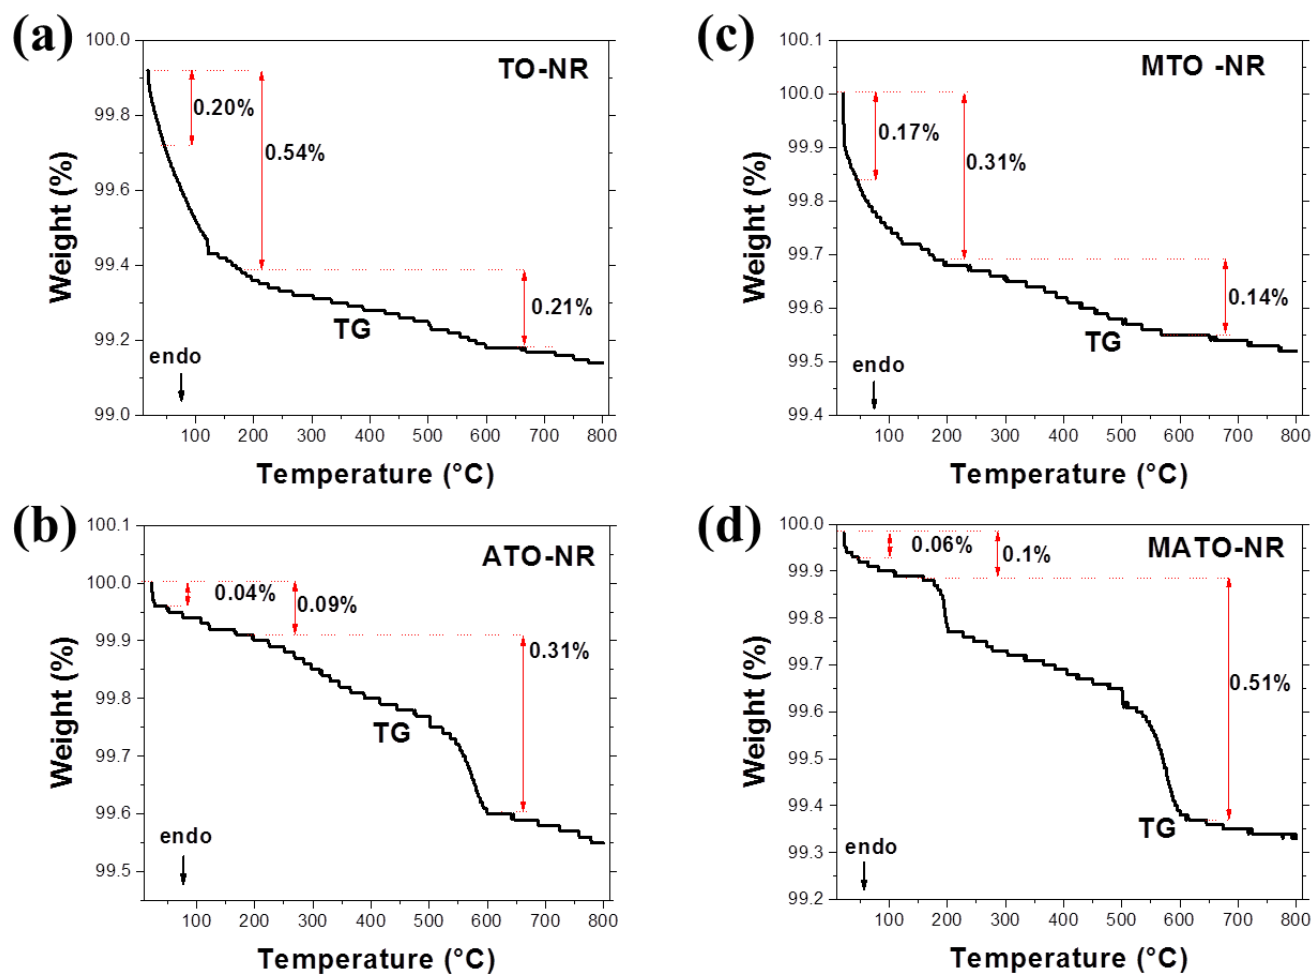 (a)
TO-NR
100.0
99.8
99.6
99.4
99.2
99.0
Weight (%)
0.20%
0.54%
0.21%
TG
endo
100 200 300 400 500 600 700 800
Temperature (°C)
(c)
MTO -NR
100.1
100.0
99.9
99.8
99.7
99.6
99.5
99.4
Weight (%)
0.17%
0.31%
0.14%
TG
endo
100 200 300 400 500 600 700 800
Temperature (°C)
(b)
ATO-NR
100.1
100.0
99.9
99.8
99.7
99.6
99.5
Weight (%)
0.04%
0.09%
0.31%
TG
endo
100 200 300 400 500 600 700 800
Temperature (°C)
(d)
MATO-NR
100.0
99.9
99.8
99.7
99.6
99.5
99.4
99.3
99.2
Weight (%)
0.06%
0.1%
0.51%
TG
endo
100 200 300 400 500 600 700 800
Temperature (°C)